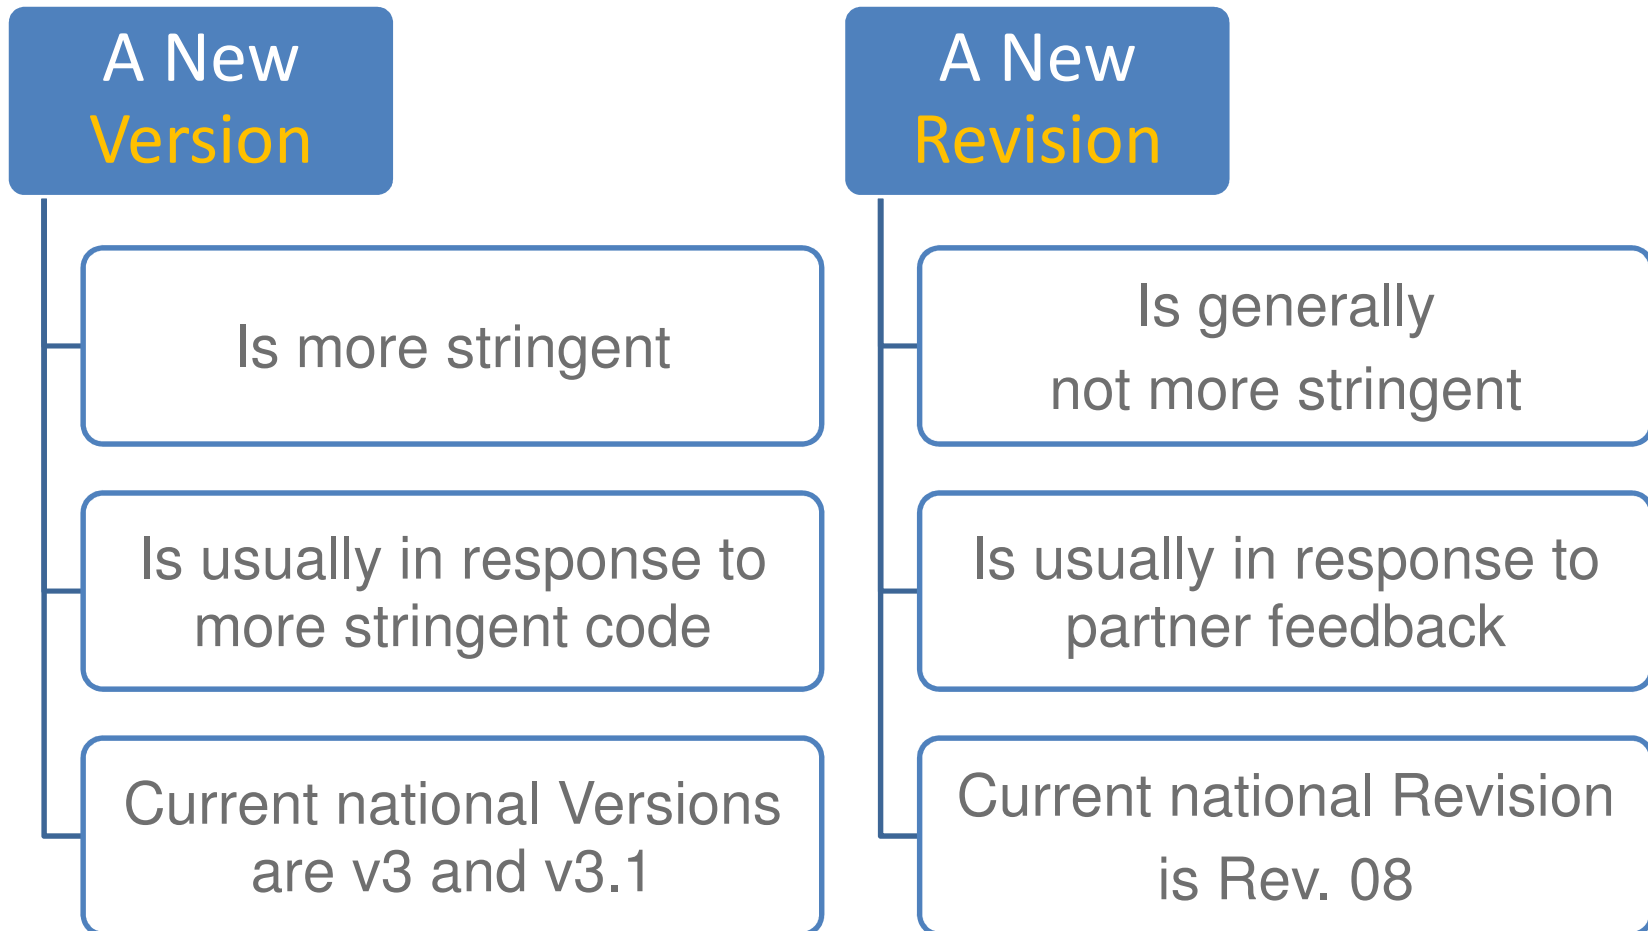 A New
Version
Is more stringent
Is usually in response to
more stringent code
Current national Versions
are v3 and v3.1
A New
Revision
Is generally
not more stringent
Is usually in response to
partner feedback
Current national Revision
is Rev. 08